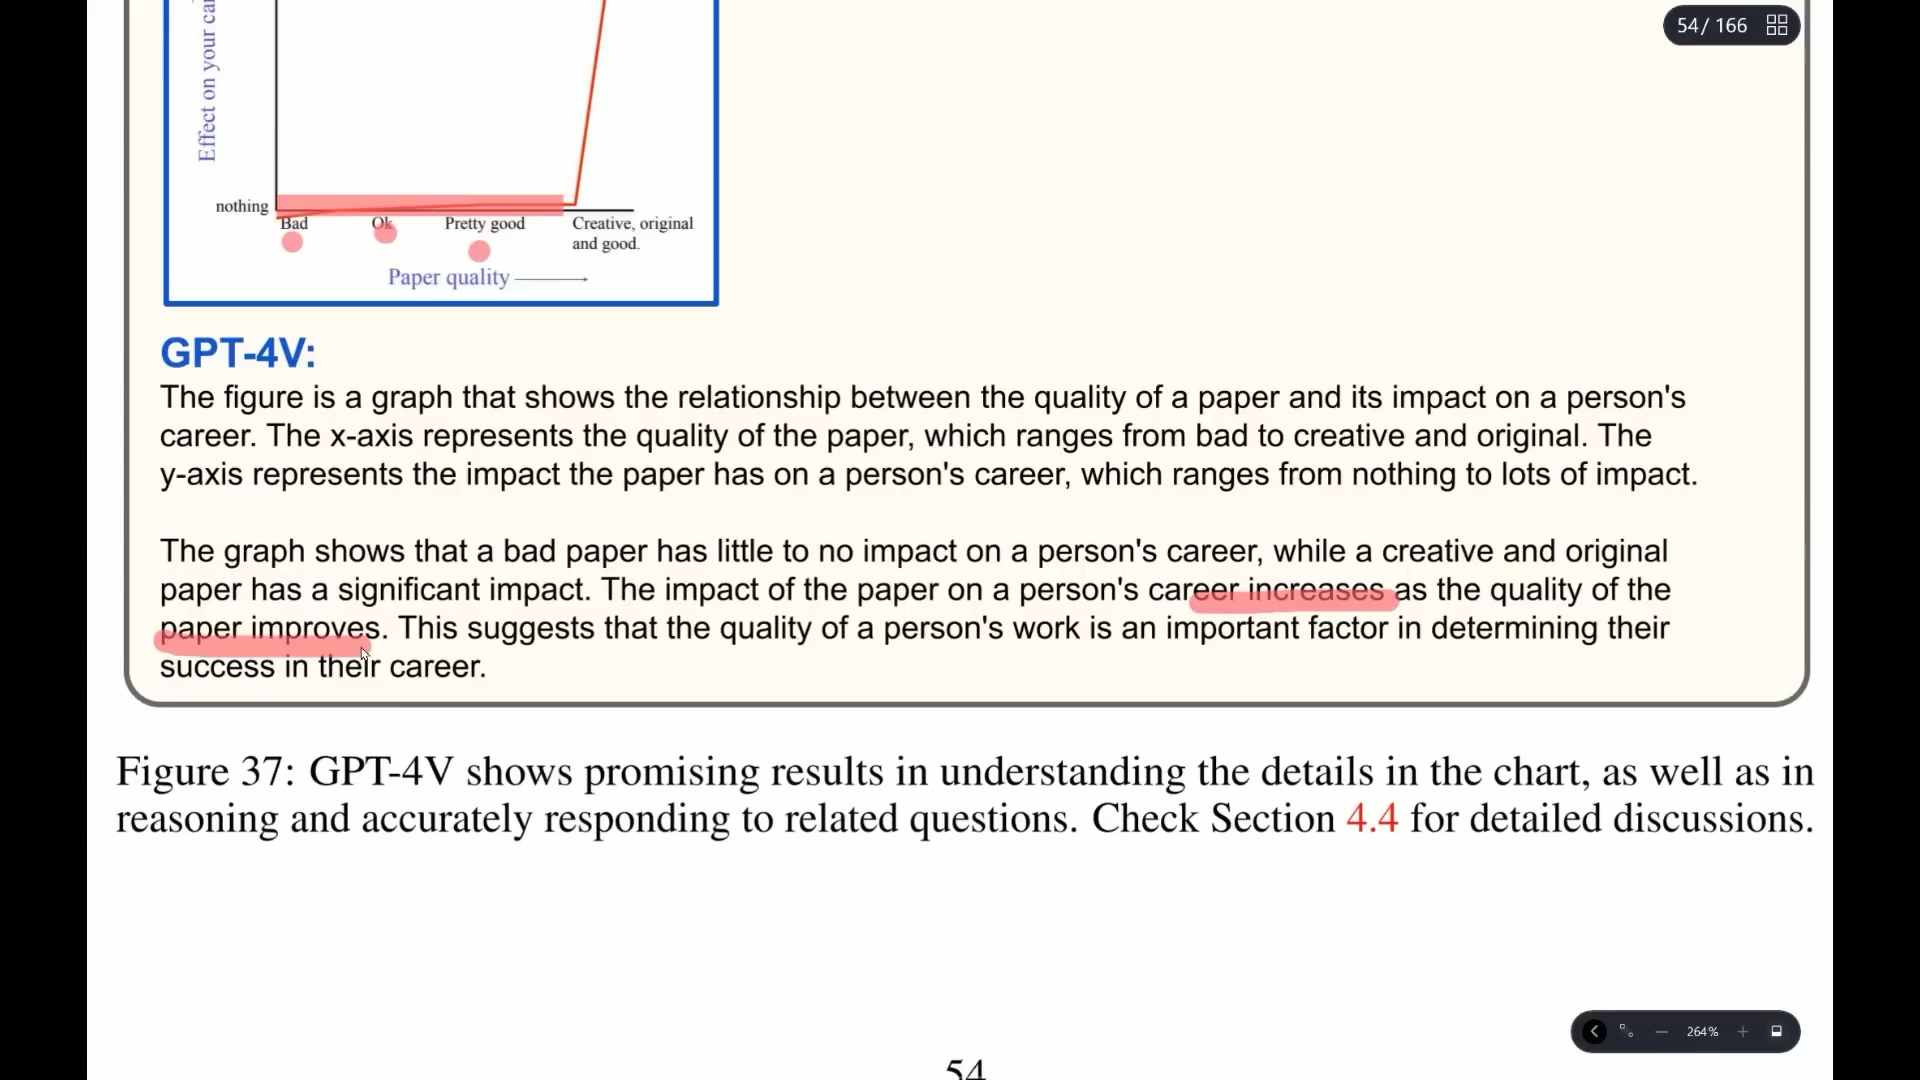 54 / 166
Effect on your
nothing
Bad
Ok
Pretty good
Creative, original
and good.
Paper quality
GPT-4V:
The figure is a graph that shows the relationship between the quality of a paper and its impact on a person's
career. The x-axis represents the quality of the paper, which ranges from bad to creative and original. The
y-axis represents the impact the paper has on a person's career, which ranges from nothing to lots of impact.
The graph shows that a bad paper has little to no impact on a person's career, while a creative and original
paper has a significant impact. The impact of the paper on a person's career increases as the quality of the
paper improves. This suggests that the quality of a person's work is an important factor in determining their
success in their career.
Figure 37: GPT-4V shows promising results in understanding the details in the chart, as well as in
reasoning and accurately responding to related questions. Check Section 4.4 for detailed discussions.
264%
54